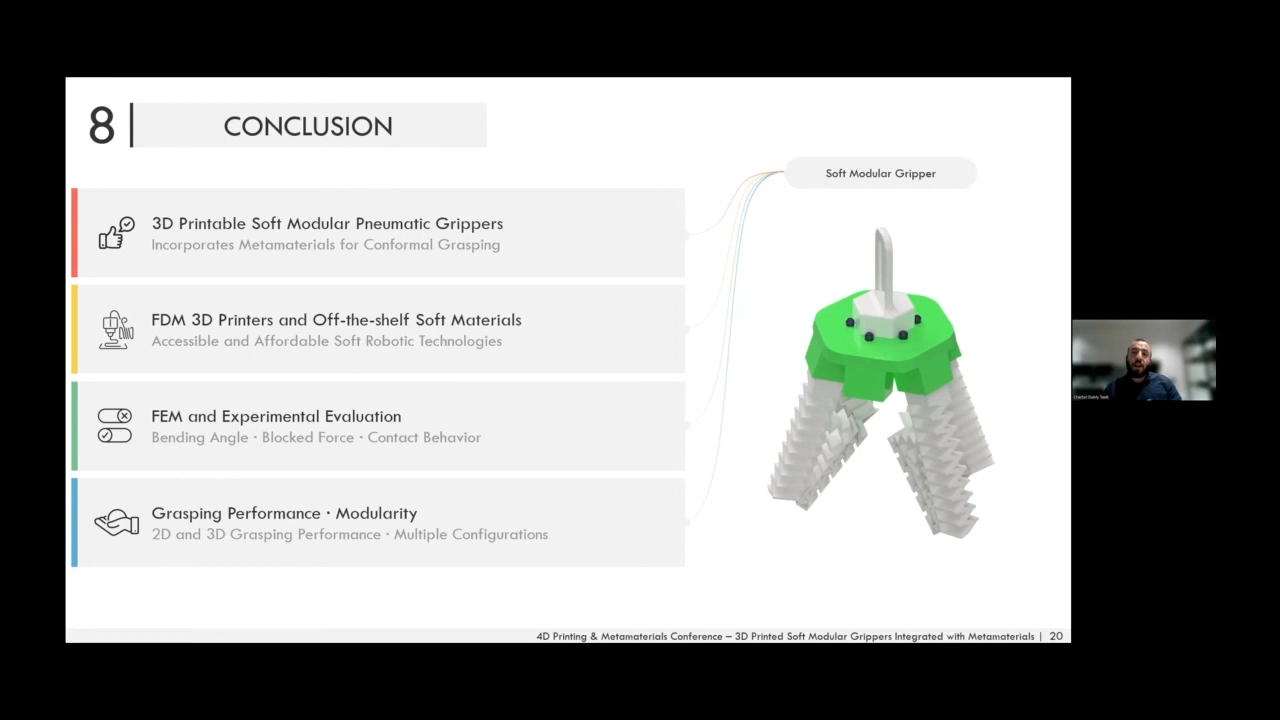 8
CONCLUSION
Soft Modular Gripper
3D Printable Soft Modular Pneumatic Grippers
Incorporates Metamaterials for Conformal Grasping
FDM 3D Printers and Off-the-shelf Soft Materials
Accessible and Affordable Soft Robotic Technologies
FEM and Experimental Evaluation
Bending Angle · Blocked Force · Contact Behavior
Grasping Performance · Modularity
2D and 3D Grasping Performance · Multiple Configurations
4D Printing & Metamaterials Conference – 3D Printed Soft Modular Grippers Integrated with Metamaterials | 20